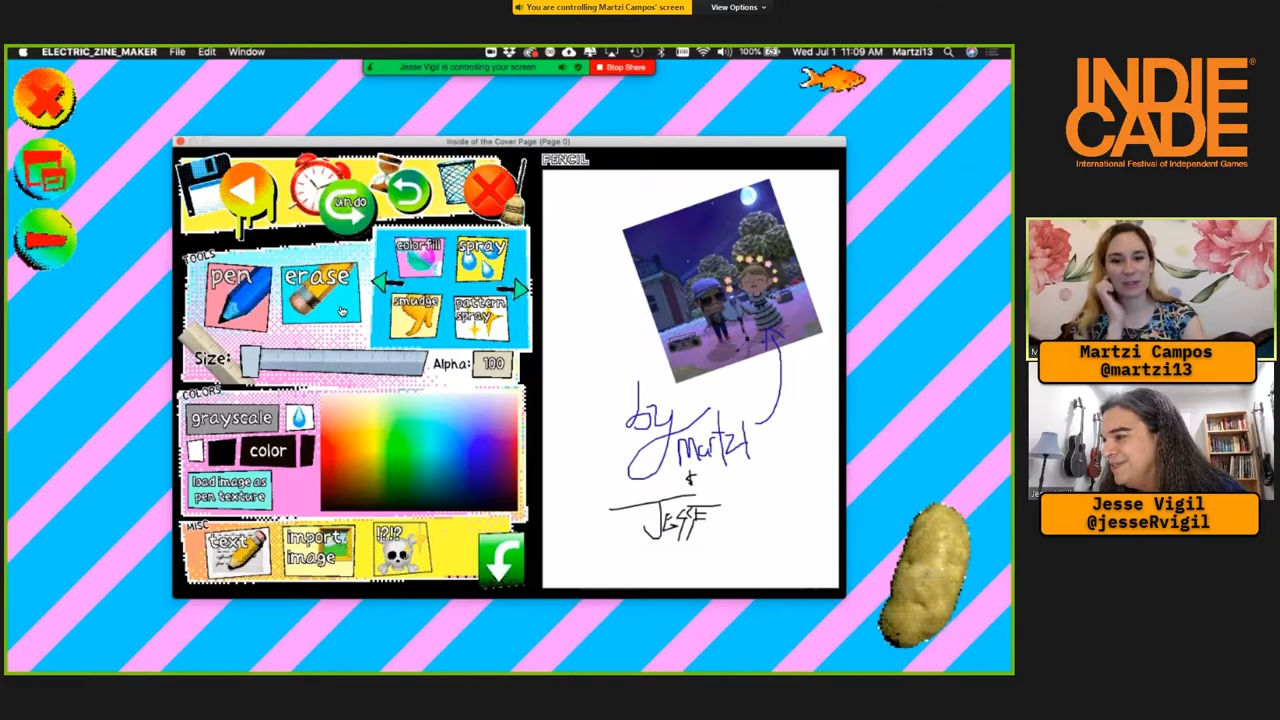 You are controlling Martzi Campos' screen
View Options
ELECTRIC_ZINE_MAKER File Edit Window
100% Wed Jul 1 11:09 AM Martzi13
Jesse Vigil is controlling your screen
Stop Share
Inside of the Cover Page (Page 0)
undo
PENCIL
TOOLS
pen
erase
colorfill
spray
smudge
pattern spray
Size:
Alpha: 100
COLORS
grayscale
color
load image as
pen texture
MISC
text
import
image
!?!?
by
Martzi
&
JESSE
INDIE
CADE®
International Festival of Independent Games
Martzi Campos
@martzi13
Jesse Vigil
@jesseRvigil